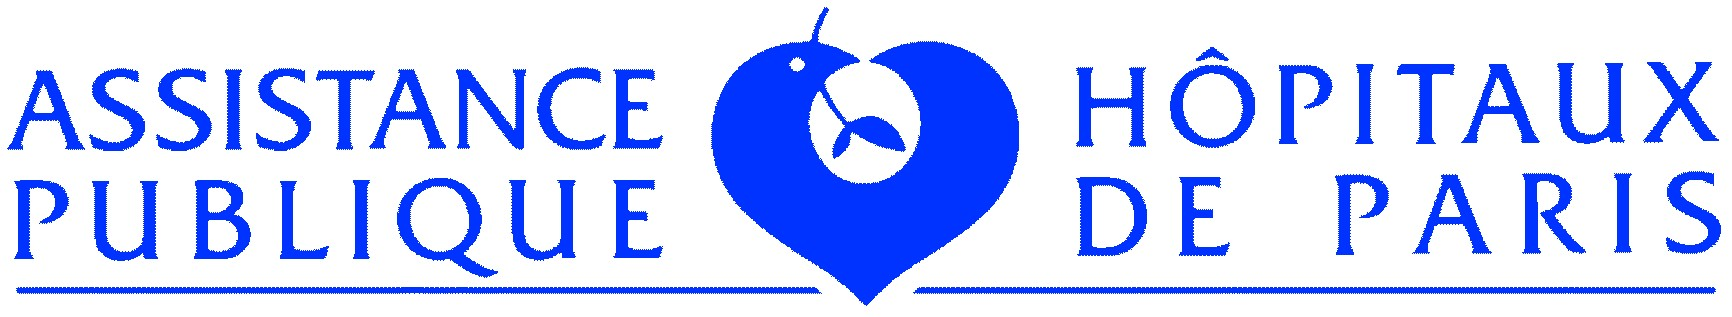 ASSISTANCE
PUBLIQUE
HÔPITAUX
DE PARIS